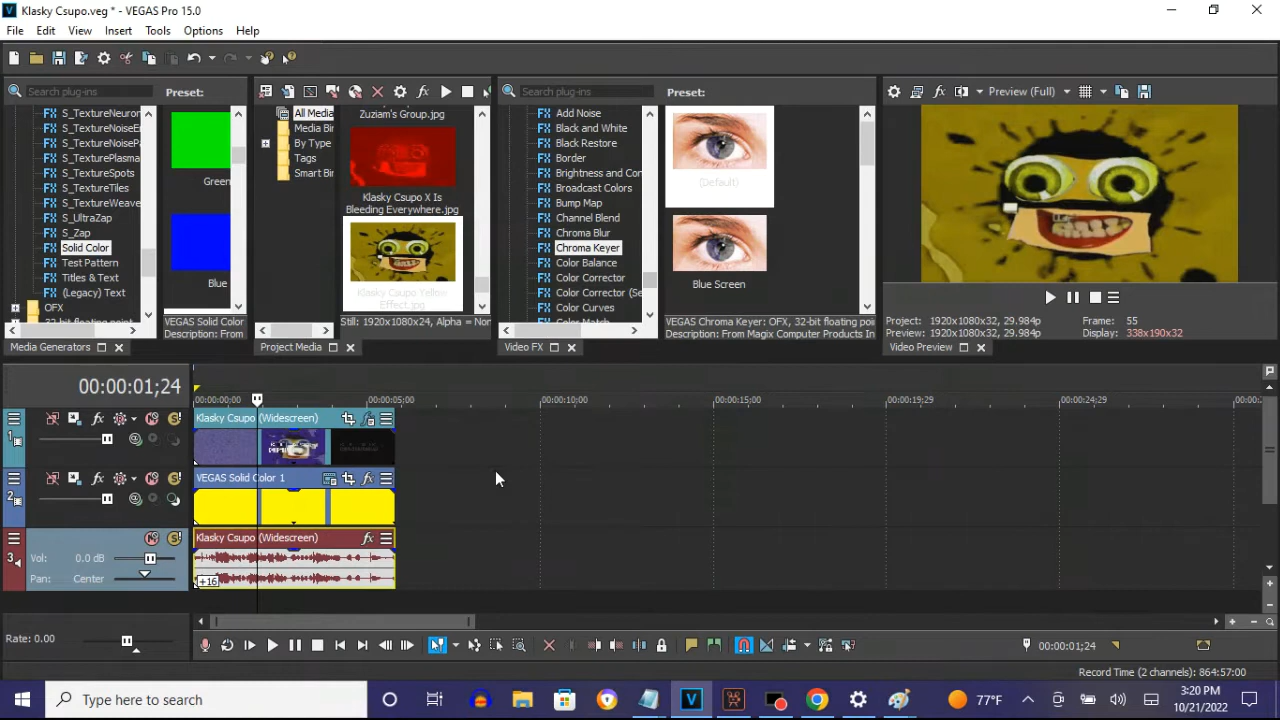 Klasky Csupo.veg * - VEGAS Pro 15.0
File Edit View Insert Tools Options Help
Search plug-ins
S_TextureNeuron
S_TextureNoiseE
S_TextureNoiseP
S_TexturePlasma
S_TextureSpots
S_TextureTiles
S_TextureWeave
S_UltraZap
S_Zap
Solid Color
Test Pattern
Titles & Text
(Legacy) Text
OFX
32-bit floating point
Preset:
Green
Blue
VEGAS Solid Color
Description: From
Media Generators
All Media
Media Bin
By Type
Tags
Smart Bin
Zuziam's Group.jpg
Klasky Csupo X Is
Bleeding Everywhere.jpg
Klasky Csupo Yellow
Effect.jpg
Still: 1920x1080x24, Alpha = Non
Project Media
Search plug-ins
Add Noise
Black and White
Black Restore
Border
Brightness and Con
Broadcast Colors
Bump Map
Channel Blend
Chroma Blur
Chroma Keyer
Color Balance
Color Corrector
Color Corrector (Se
Color Curves
Color Match
Preset:
(Default)
Blue Screen
VEGAS Chroma Keyer: OFX, 32-bit floating poi
Description: From Magix Computer Products In
Video FX
Preview (Full)
Project: 1920x1080x32, 29.984p
Frame: 55
Preview: 1920x1080x32, 29.984p
Display: 338x190x32
Video Preview
00:00:01;24
00:00:00;00 00:00:05;00 00:00:10;00 00:00:15;00 00:00:19;29 00:00:24;29 00:00:2
1
Klasky Csupo (Widescreen)
2
VEGAS Solid Color 1
3
Klasky Csupo (Widescreen)
Vol: 0.0 dB
Pan: Center
+16
Rate: 0.00
00:00:01;24
Record Time (2 channels): 864:57:00
Type here to search
77°F
3:20 PM
10/21/2022